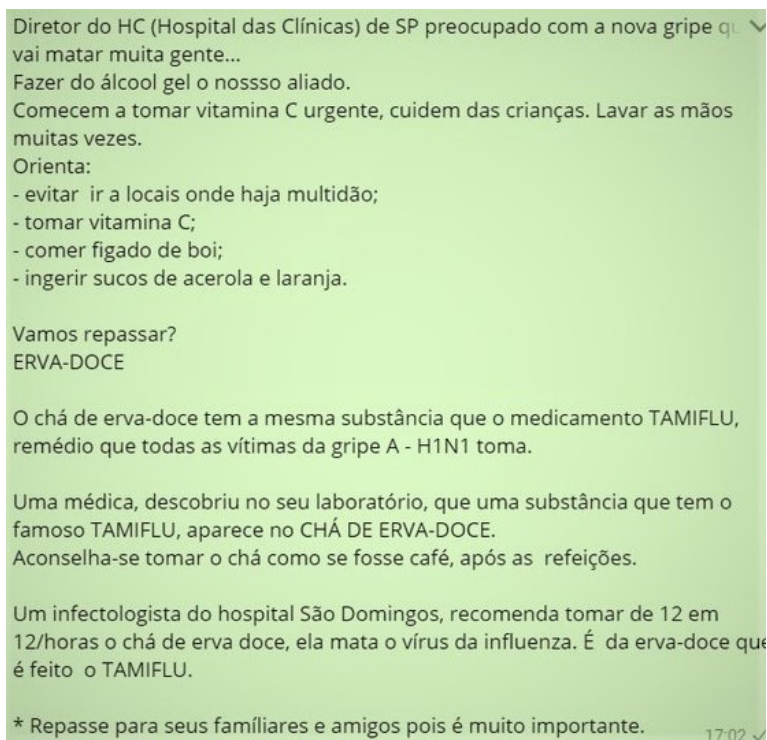 Diretor do HC (Hospital das Clínicas) de SP preocupado com a nova gripe
vai matar muita gente...
Fazer do álcool gel o nossso aliado.
Comecem a tomar vitamina C urgente, cuidem das crianças. Lavar as mãos
muitas vezes.
Orienta:
- evitar ir a locais onde haja multidão;
- tomar vitamina C;
- comer figado de boi;
- ingerir sucos de acerola e laranja.
Vamos repassar?
ERVA-DOCE
O chá de erva-doce tem a mesma substância que o medicamento TAMIFLU,
remédio que todas as vítimas da gripe A - H1N1 toma.
Uma médica, descobriu no seu laboratório, que uma substância que tem o
famoso TAMIFLU, aparece no CHÁ DE ERVA-DOCE.
Aconselha-se tomar o chá como se fosse café, após as refeições.
Um infectologista do hospital São Domingos, recomenda tomar de 12 em
12/horas o chá de erva doce, ela mata o vírus da influenza. É da erva-doce que
é feito o TAMIFLU.
* Repasse para seus famíliares e amigos pois é muito importante.
17:02